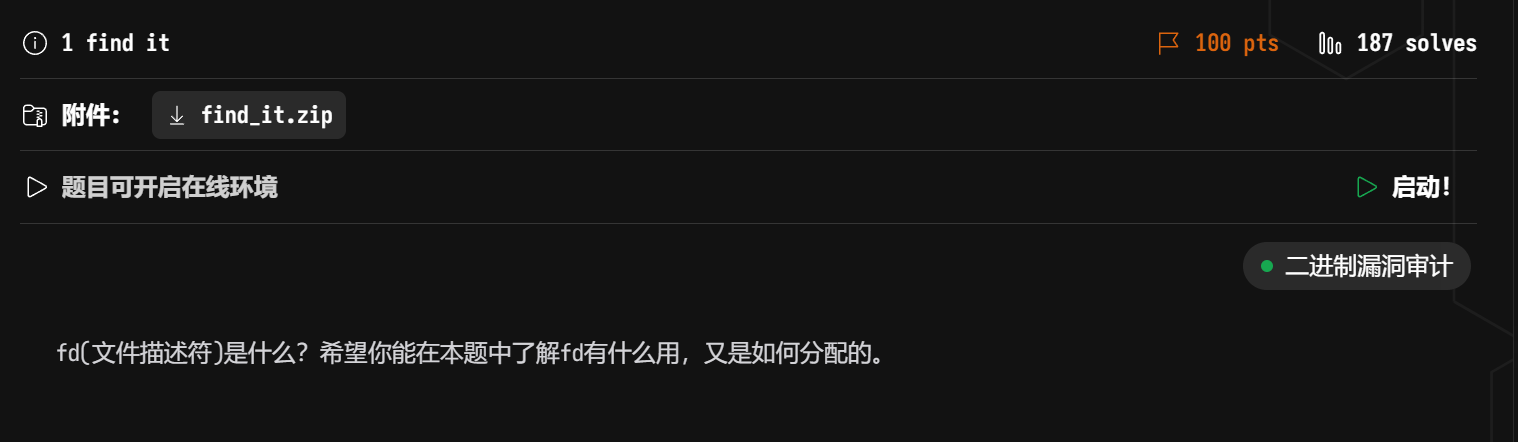 1 find it
100 pts
187 solves
附件:
find_it.zip
题目可开启在线环境
启动!
二进制漏洞审计
fd(文件描述符)是什么？希望你能在本题中了解fd有什么用，又是如何分配的。